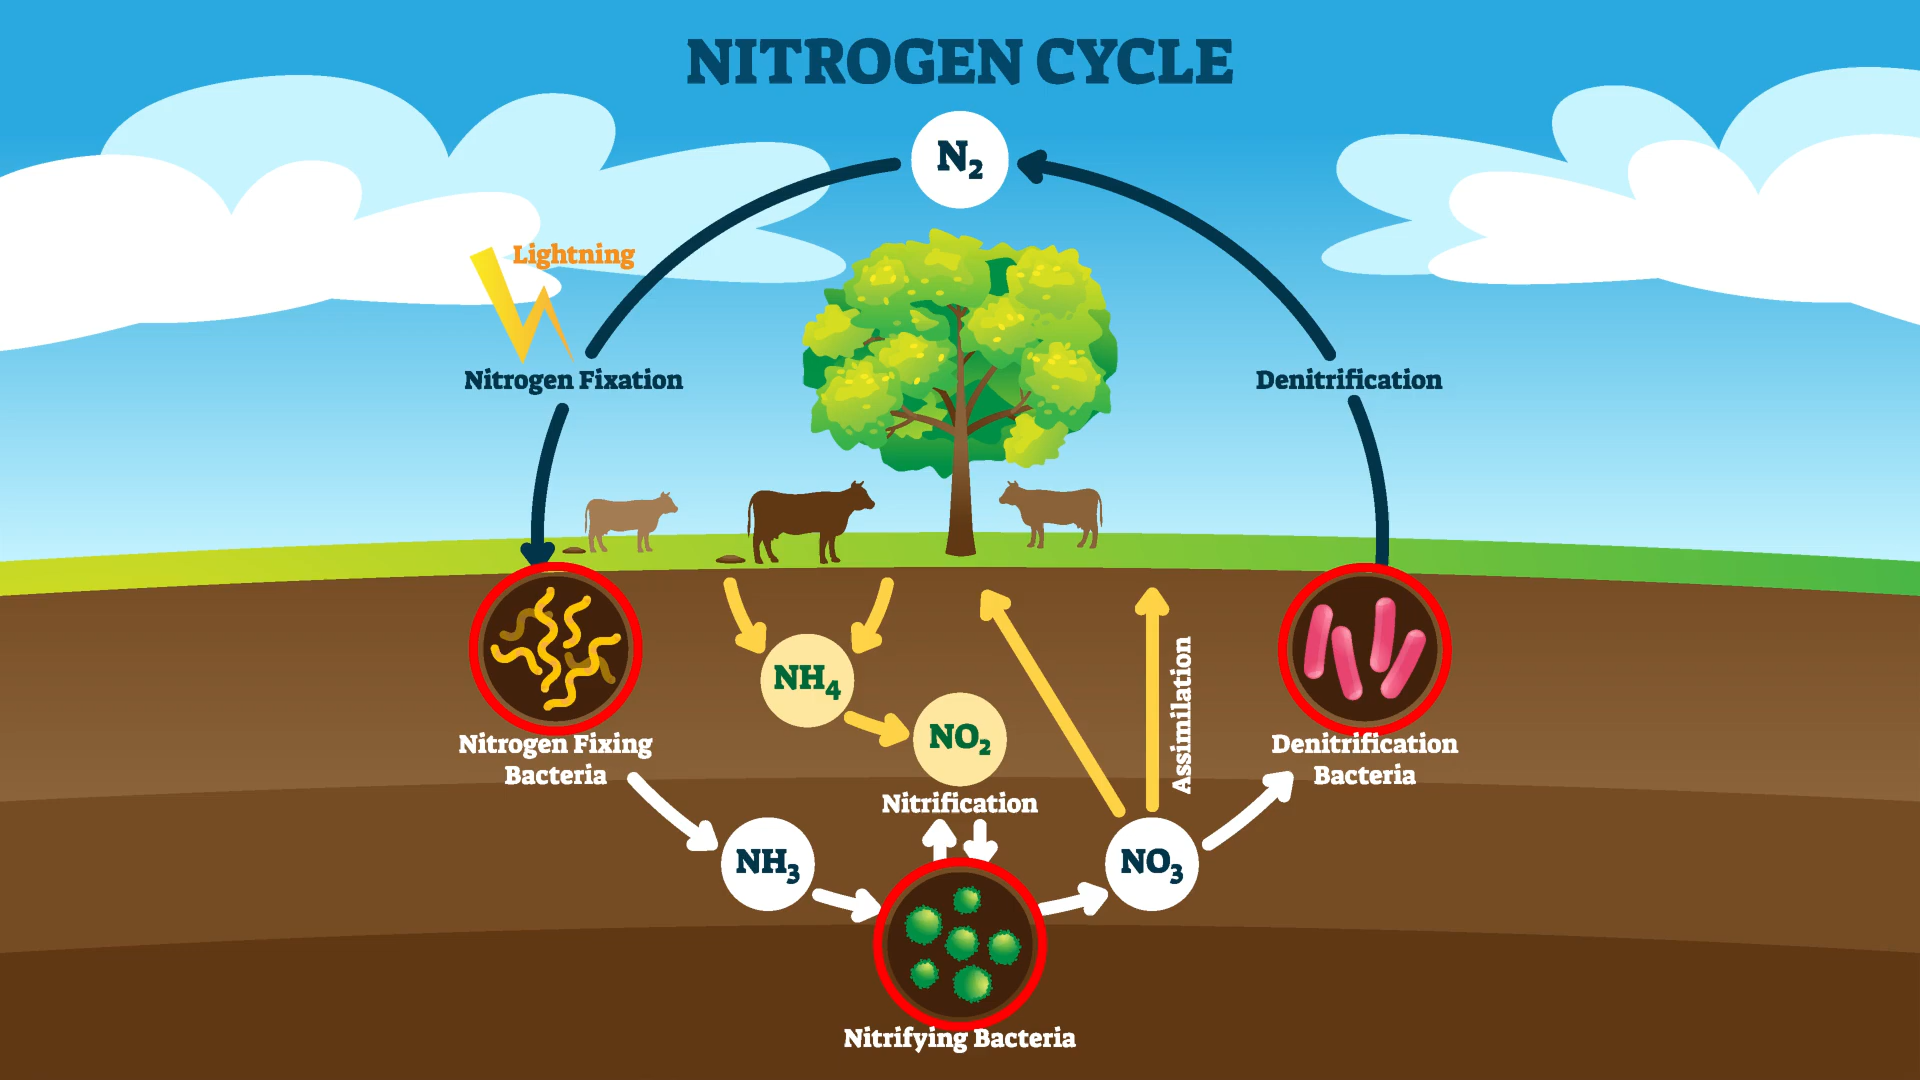 NITROGEN CYCLE
N₂
Lightning
Nitrogen Fixation
Denitrification
NH₄
NO₂
Assimilation
Nitrogen Fixing
Bacteria
Denitrification
Bacteria
Nitrification
NH₃
NO₃
Nitrifying Bacteria